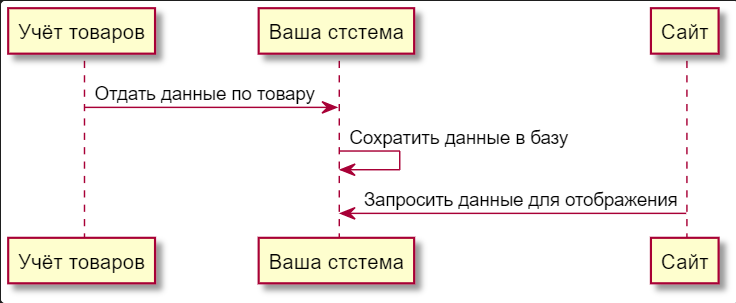 Учёт товаров
Ваша стстема
Сайт
Отдать данные по товару
Сохратить данные в базу
Запросить данные для отображения
Учёт товаров
Ваша стстема
Сайт